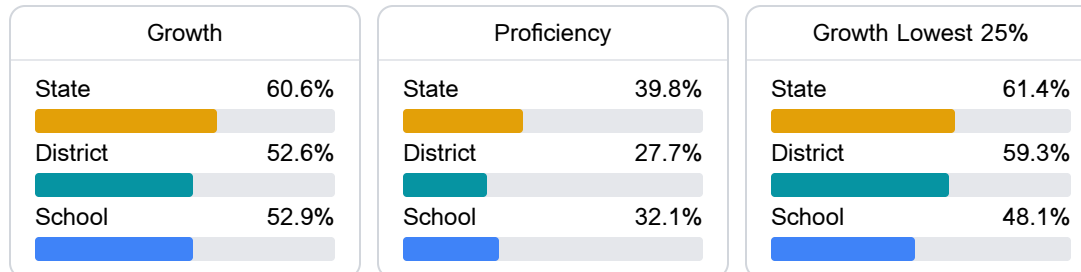 Growth
State 60.6%
District 52.6%
School 52.9%
Proficiency
State 39.8%
District 27.7%
School 32.1%
Growth Lowest 25%
State 61.4%
District 59.3%
School 48.1%